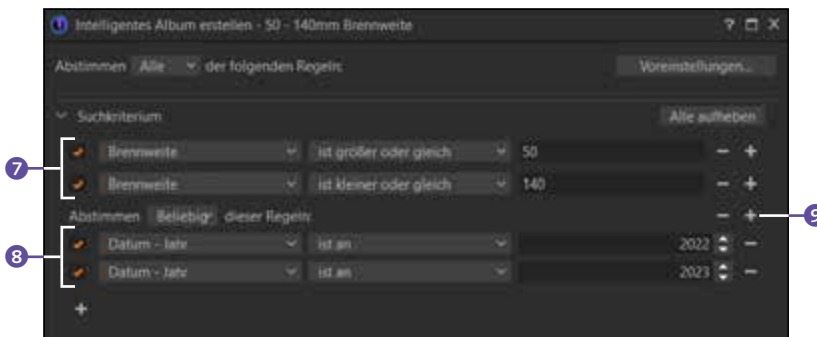 Intelligentes Album erstellen - 50 - 140mm Brennweite ? X
Abstimmen Alle der folgenden Regeln: Voreinstellungen...
Suchkriterium Alle aufheben
7 Brennweite ist größer oder gleich 50 − +
Brennweite ist kleiner oder gleich 140 − +
Abstimmen Beliebig dieser Regeln: − + 9
8 Datum - Jahr ist an 2022 −
Datum - Jahr ist an 2023 −
+